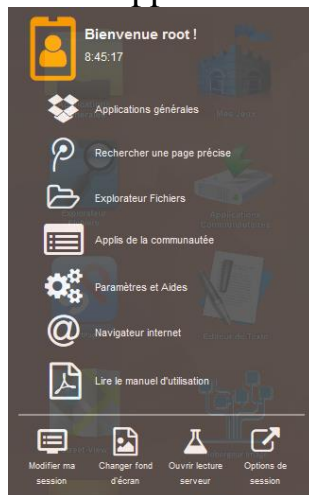 Bienvenue root !
8:45:17
Applications générales
Rechercher une page précise
Explorateur Fichiers
Applis de la communautée
Paramètres et Aides
@ Navigateur internet
Lire le manuel d'utilisation
Modifier ma session
Changer fond d'écran
Ouvrir lecture serveur
Options de session